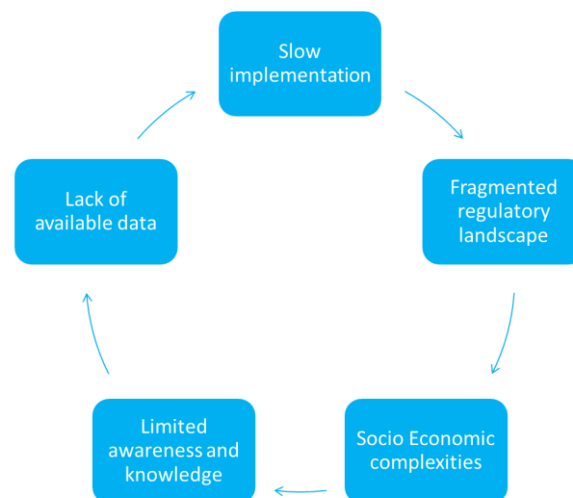 Slow
implementation
Fragmented
regulatory
landscape
Socio Economic
complexities
Limited
awareness and
knowledge
Lack of
available data